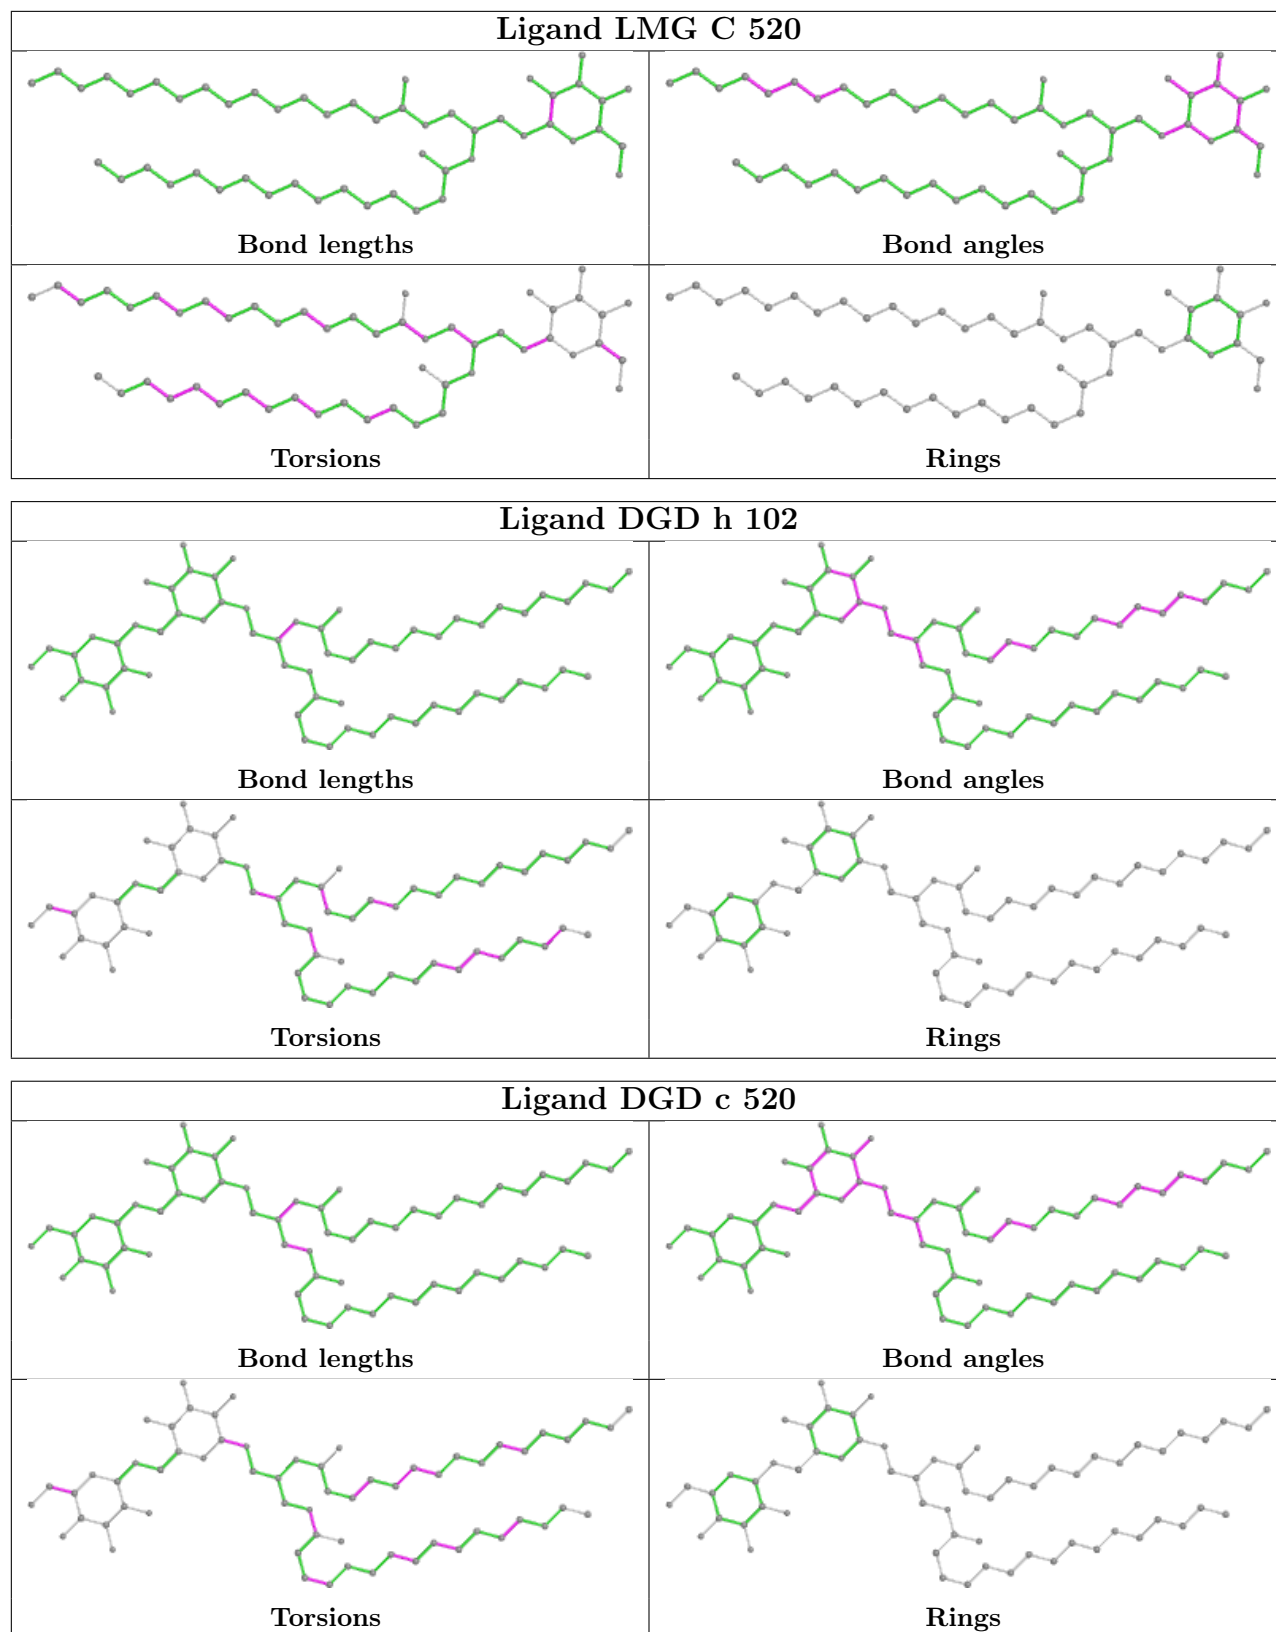 Ligand LMG C 520
Bond lengths
Bond angles
Torsions
Rings
Ligand DGD h 102
Bond lengths
Bond angles
Torsions
Rings
Ligand DGD c 520
Bond lengths
Bond angles
Torsions
Rings